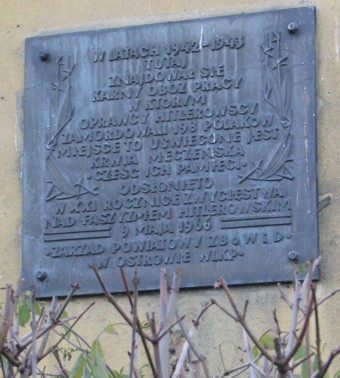 W LATACH 1942-1943
TUTAJ
ZNAJDOWAŁ SIĘ
KARNY OBÓZ PRACY
W KTÓRYM
OPRAWCY HITLEROWSCY
ZAMORDOWALI 198 POLAKÓW
MIEJSCE TO UŚWIĘCONE JEST
KRWIĄ MĘCZEŃSKĄ
"CZEŚĆ ICH PAMIĘCI"
ODSŁONIĘTO
W XXI ROCZNICĘ ZWYCIĘSTWA
NAD FASZYZMEM HITLEROWSKIM
9 MAJA 1966
"ZARZĄD POWIATOWY Z B O W I D"
W OSTROWIE WLKP"